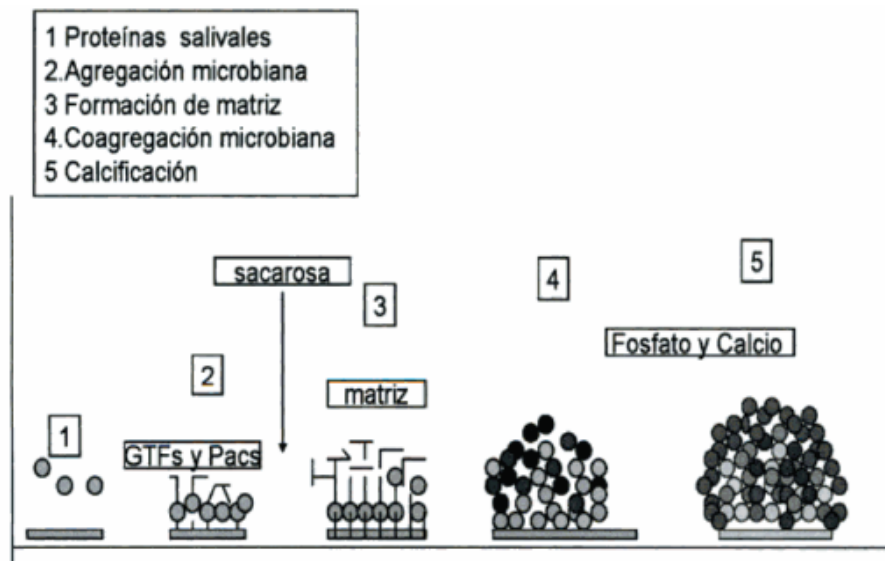 1 Proteínas salivales
2.Agregación microbiana
3 Formación de matriz
4.Coagregación microbiana
5 Calcificación
sacarosa
5
4
3
Fosfato y Calcio
2
matriz
1
GTFs y Pacs